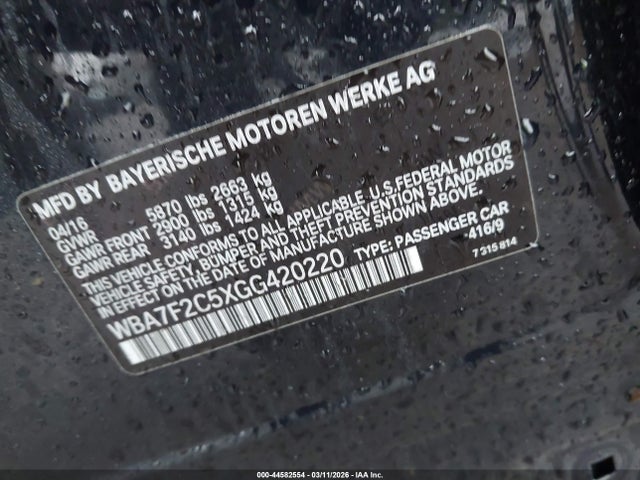 MFD BY BAYERISCHE MOTOREN WERKE AG
04/16
GVWR 5870 lbs 2663 kg
GAWR FRONT 2900 lbs 1315 kg
GAWR REAR 3140 lbs 1424 kg
THIS VEHICLE CONFORMS TO ALL APPLICABLE U.S.FEDERAL MOTOR
VEHICLE SAFETY, BUMPER AND THEFT PREVENTION STANDARDS
IN EFFECT ON THE DATE OF MANUFACTURE SHOWN ABOVE.
WBA7F2C5XGG420220 TYPE: PASSENGER CAR
416/9
7 315 814
000-44582554 | 03/11/2026 - IAA Inc.